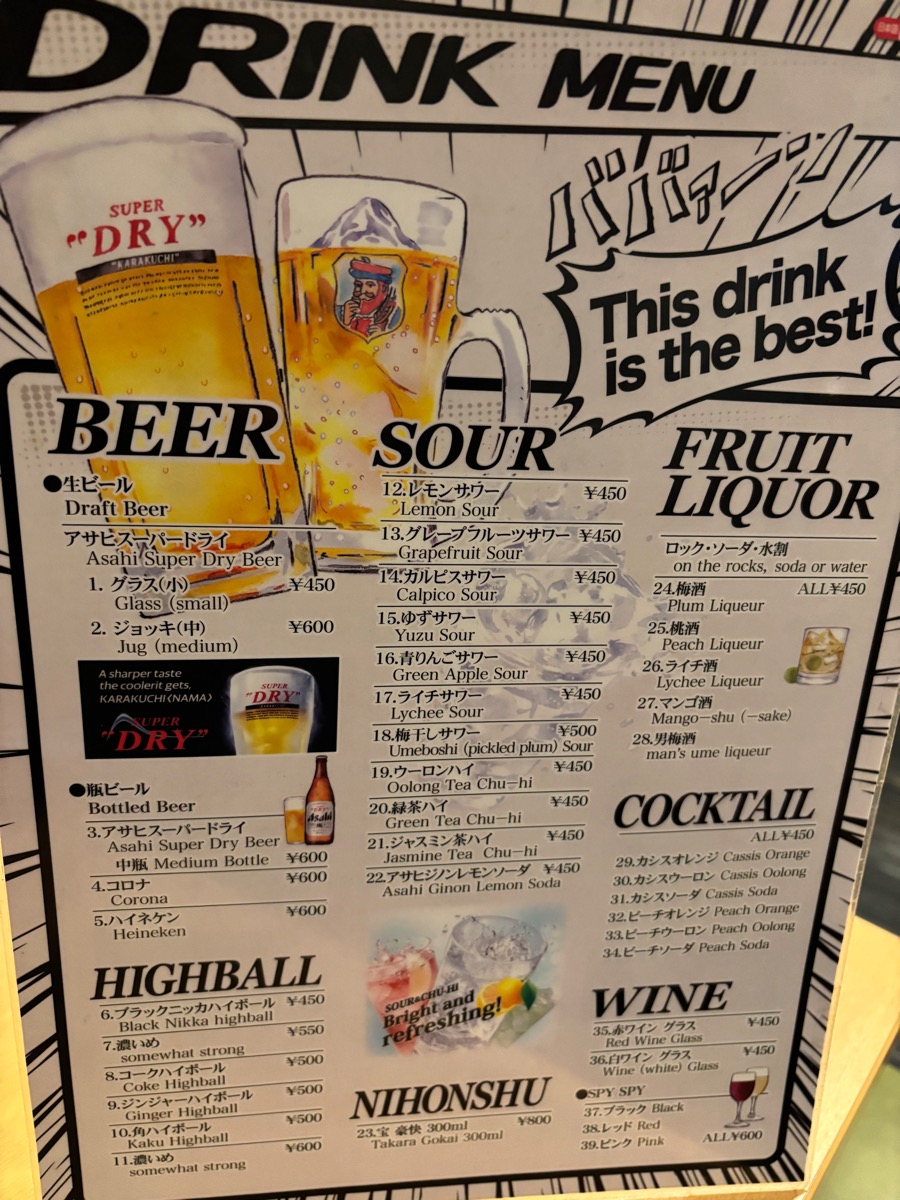 日本語
DRINK MENU
SUPER
"DRY"
"KARAKUCHI"
ババァーン
This drink
is the best!
BEER
●生ビール
Draft Beer
アサヒスーパードライ
Asahi Super Dry Beer
1. グラス(小) ¥450
Glass (small)
2. ジョッキ(中) ¥600
Jug (medium)
A sharper taste
the coolerit gets,
KARAKUCHI〈NAMA〉
SUPER
"DRY"
SUPER
"DRY"
●瓶ビール
Bottled Beer
3.アサヒスーパードライ
Asahi Super Dry Beer
中瓶 Medium Bottle ¥600
Asahi
4.コロナ ¥600
Corona
5.ハイネケン ¥600
Heineken
HIGHBALL
6.ブラックニッカハイボール ¥450
Black Nikka highball
7.濃いめ ¥550
somewhat strong
8.コークハイボール ¥500
Coke Highball
9.ジンジャーハイボール ¥500
Ginger Highball
10.角ハイボール ¥500
Kaku Highball
11.濃いめ ¥600
somewhat strong
SOUR
12.レモンサワー ¥450
Lemon Sour
13.グレープフルーツサワー ¥450
Grapefruit Sour
14.カルピスサワー ¥450
Calpico Sour
15.ゆずサワー ¥450
Yuzu Sour
16.青りんごサワー ¥450
Green Apple Sour
17.ライチサワー ¥450
Lychee Sour
18.梅干しサワー ¥500
Umeboshi (pickled plum) Sour
19.ウーロンハイ ¥450
Oolong Tea Chu-hi
20.緑茶ハイ ¥450
Green Tea Chu-hi
21.ジャスミン茶ハイ ¥450
Jasmine Tea Chu-hi
22.アサヒジノンレモンソーダ ¥450
Asahi Ginon Lemon Soda
SOUR&CHU-HI
Bright and
refreshing!
NIHONSHU
23.宝 豪快 300ml ¥800
Takara Gokai 300ml
FRUIT
LIQUOR
ロック・ソーダ・水割
on the rocks, soda or water
24.梅酒 ALL¥450
Plum Liqueur
25.桃酒
Peach Liqueur
26.ライチ酒
Lychee Liqueur
27.マンゴ酒
Mango-shu (-sake)
28.男梅酒
man's ume liqueur
COCKTAIL
ALL¥450
29.カシスオレンジ Cassis Orange
30.カシスウーロン Cassis Oolong
31.カシスソーダ Cassis Soda
32.ピーチオレンジ Peach Orange
33.ピーチウーロン Peach Oolong
34.ピーチソーダ Peach Soda
WINE
35.赤ワイン グラス ¥450
Red Wine Glass
36.白ワイン グラス ¥450
Wine (white) Glass
●SPY SPY
37.ブラック Black
38.レッド Red
39.ピンク Pink ALL¥600